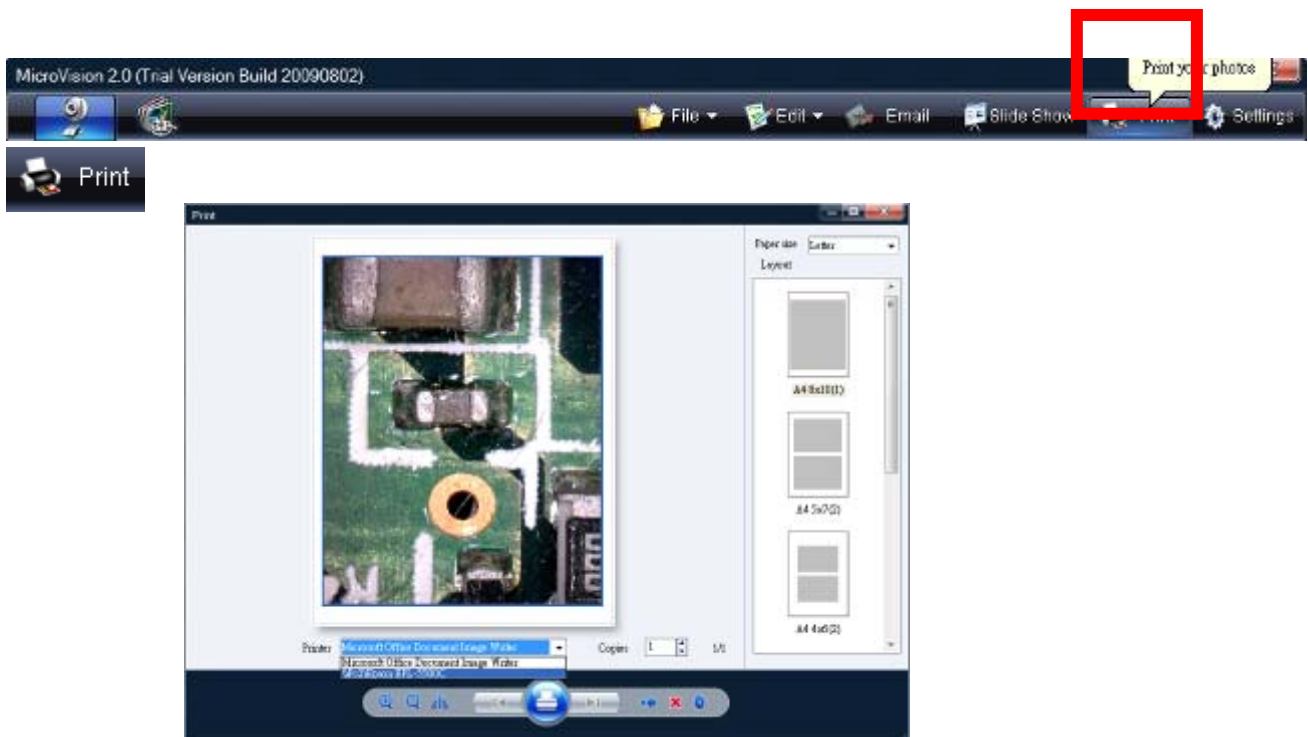 Print your photos
MicroVision 2.0 (Trial Version Build 20090802)
File Edit Email Slide Show Print Settings
Print
Print
Paper size Letter
Layout
A4 8x10(1)
A4 5x7(2)
A4 4x6(2)
Printer Microsoft Office Document Image Writer Copies 1 1/1
Microsoft Office Document Image Writer